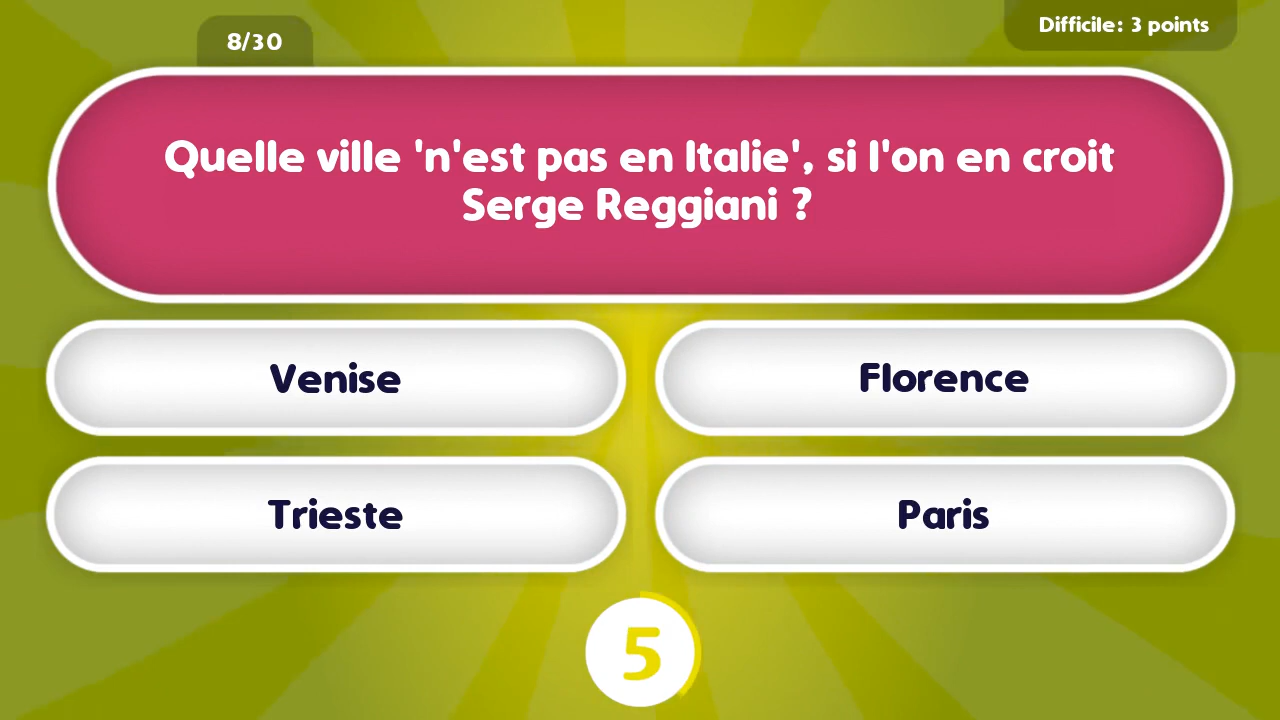 8/30
Difficile: 3 points
Quelle ville 'n'est pas en Italie', si l'on en croit
Serge Reggiani ?
Venise
Florence
Trieste
Paris
5